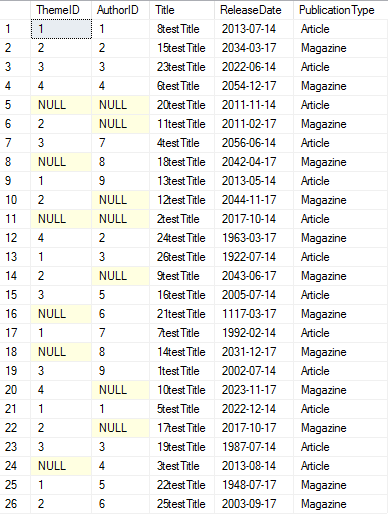 ThemeID AuthorID Title ReleaseDate PublicationType
1 1 1 8testTitle 2013-07-14 Article
2 2 2 15testTitle 2034-03-17 Magazine
3 3 3 23testTitle 2022-06-14 Article
4 4 4 6testTitle 2054-12-17 Magazine
5 NULL NULL 20testTitle 2011-11-14 Article
6 2 NULL 11testTitle 2011-02-17 Magazine
7 3 7 4testTitle 2056-06-14 Article
8 NULL 8 18testTitle 2042-04-17 Magazine
9 1 9 13testTitle 2013-05-14 Article
10 2 NULL 12testTitle 2044-11-17 Magazine
11 NULL NULL 2testTitle 2017-10-14 Article
12 4 2 24testTitle 1963-03-17 Magazine
13 1 3 26testTitle 1922-07-14 Article
14 2 NULL 9testTitle 2043-06-17 Magazine
15 3 5 16testTitle 2005-07-14 Article
16 NULL 6 21testTitle 1117-03-17 Magazine
17 1 7 7testTitle 1992-02-14 Article
18 NULL 8 14testTitle 2031-12-17 Magazine
19 3 9 1testTitle 2002-07-14 Article
20 4 NULL 10testTitle 2023-11-17 Magazine
21 1 1 5testTitle 2022-12-14 Article
22 2 NULL 17testTitle 2017-10-17 Magazine
23 3 3 19testTitle 1987-07-14 Article
24 NULL 4 3testTitle 2013-08-14 Article
25 1 5 22testTitle 1948-07-17 Magazine
26 2 6 25testTitle 2003-09-17 Magazine